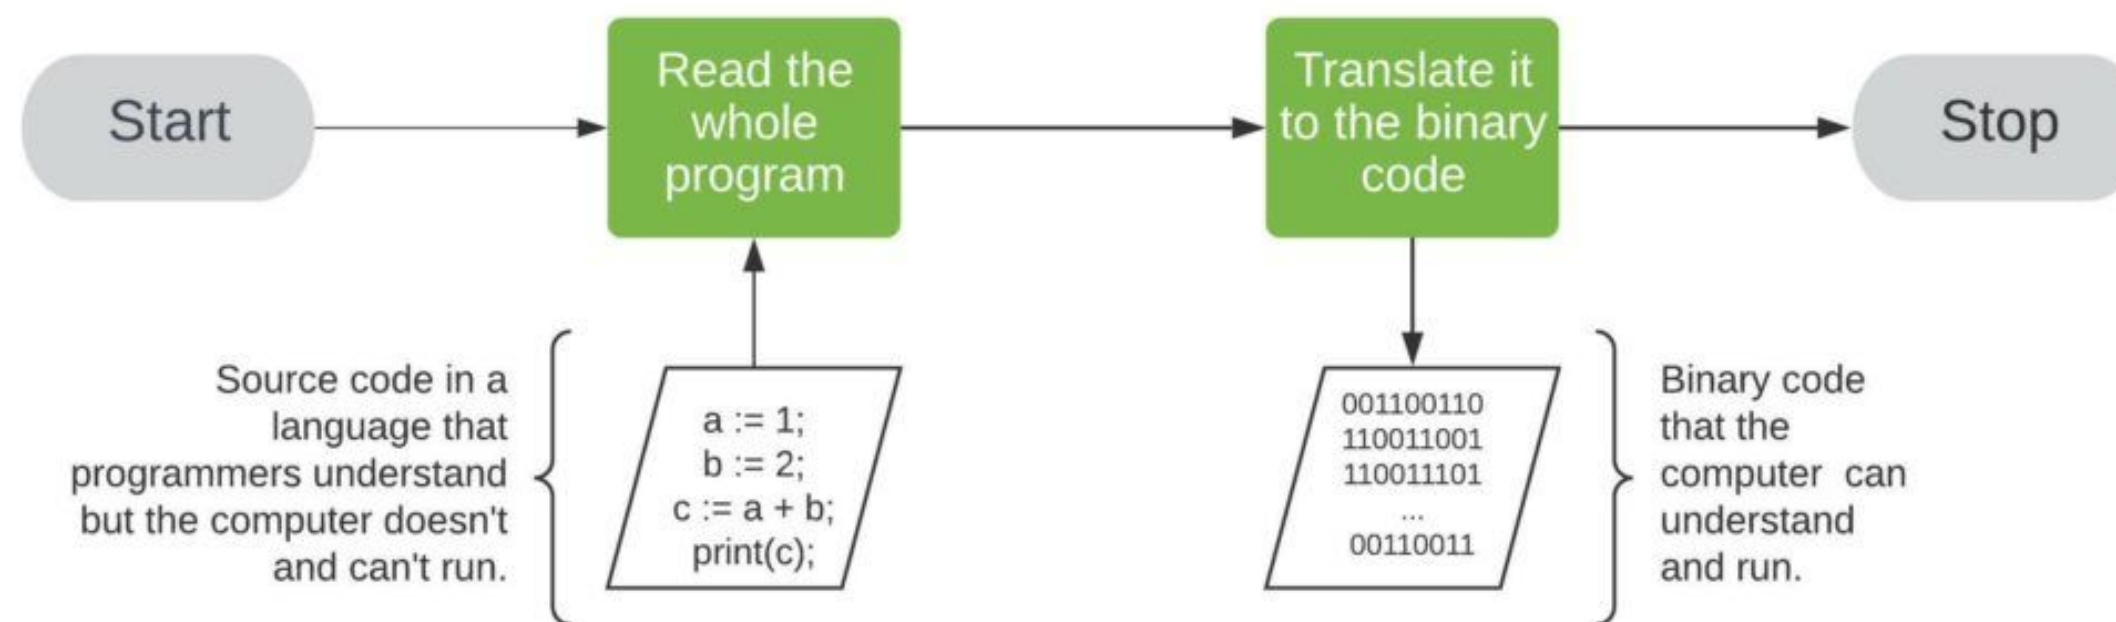 Start
Read the
whole
program
Translate it
to the binary
code
Stop
Source code in a
language that
programmers understand
but the computer doesn't
and can't run.
a := 1;
b := 2;
c := a + b;
print(c);
001100110
110011001
110011101
...
00110011
Binary code
that the
computer  can
understand
and run.